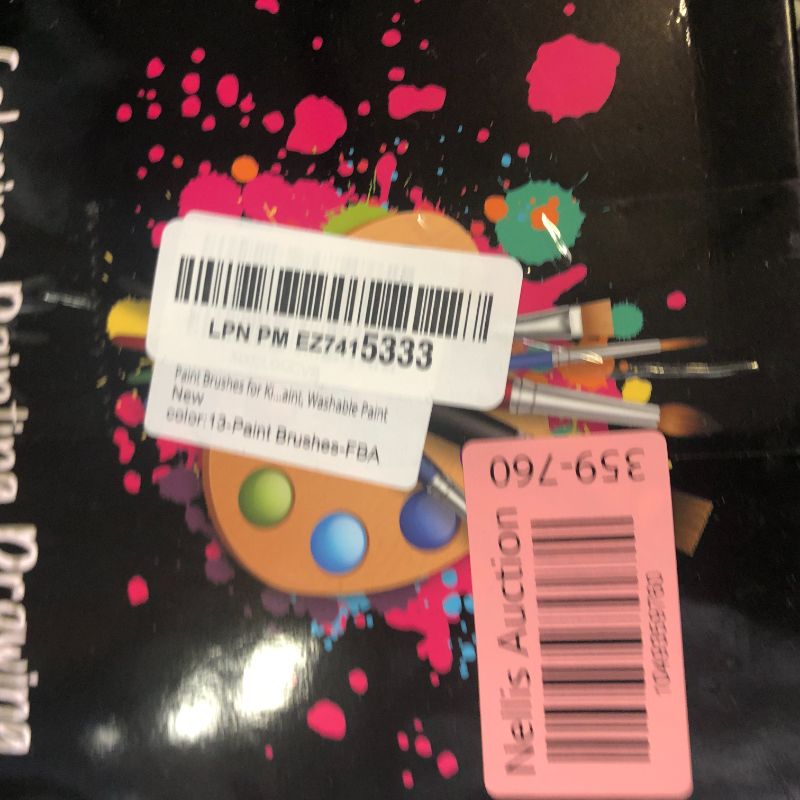 Coloring Painting Drawing
LPN PM EZ7415333
Paint Brushes for Ki...aint, Washable Paint
New
color:13-Paint Brushes-FBA
359-760
Nellis Auction